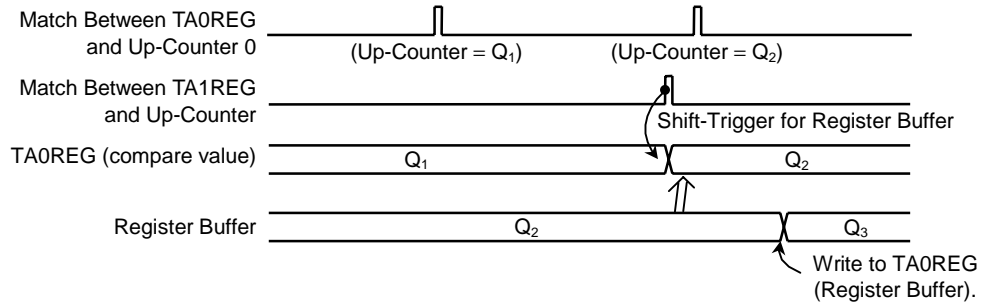 Match Between TA0REG
and Up-Counter 0
(Up-Counter = Q₁)
(Up-Counter = Q₂)
Match Between TA1REG
and Up-Counter
Shift-Trigger for Register Buffer
TA0REG (compare value)
Q₁
Q₂
Register Buffer
Q₂
Q₃
Write to TA0REG
(Register Buffer).